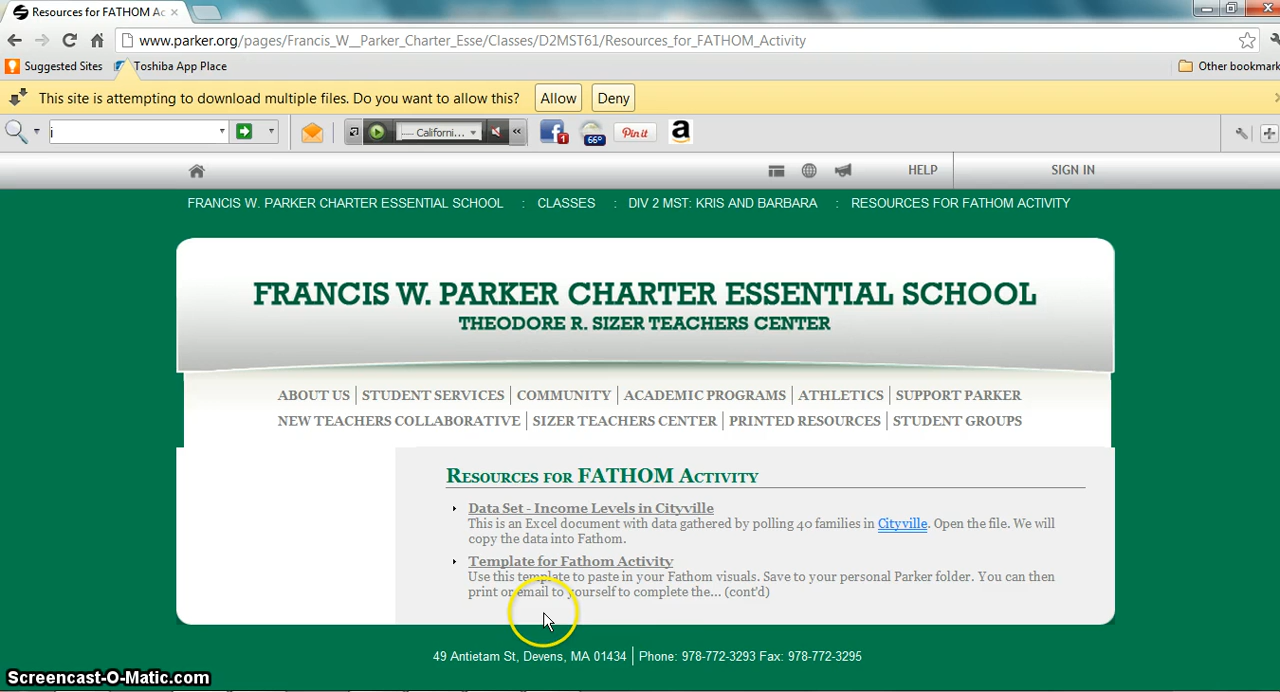 Resources for FATHOM Ac
www.parker.org/pages/Francis_W__Parker_Charter_Esse/Classes/D2MST61/Resources_for_FATHOM_Activity
Suggested Sites Toshiba App Place Other bookmark
This site is attempting to download multiple files. Do you want to allow this? Allow Deny
i ---- Californi... 1 66° Pin it a
HELP SIGN IN
FRANCIS W. PARKER CHARTER ESSENTIAL SCHOOL : CLASSES : DIV 2 MST: KRIS AND BARBARA : RESOURCES FOR FATHOM ACTIVITY
FRANCIS W. PARKER CHARTER ESSENTIAL SCHOOL
THEODORE R. SIZER TEACHERS CENTER
ABOUT US | STUDENT SERVICES | COMMUNITY | ACADEMIC PROGRAMS | ATHLETICS | SUPPORT PARKER
NEW TEACHERS COLLABORATIVE | SIZER TEACHERS CENTER | PRINTED RESOURCES | STUDENT GROUPS
RESOURCES FOR FATHOM ACTIVITY
Data Set - Income Levels in Cityville
This is an Excel document with data gathered by polling 40 families in Cityville. Open the file. We will
copy the data into Fathom.
Template for Fathom Activity
Use this template to paste in your Fathom visuals. Save to your personal Parker folder. You can then
print or email to yourself to complete the... (cont'd)
49 Antietam St, Devens, MA 01434 | Phone: 978-772-3293 Fax: 978-772-3295
Screencast-O-Matic.com